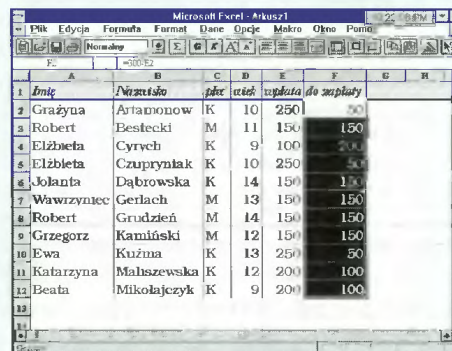 Microsoft Excel - Arkusz1
Plik Edycja Formuła Format Dane Opcje Makro Okno
Normalny
F2 =300-E2
A B C D E F G H
1 Imię Nazwisko płeć wiek wpłata do zapłaty
2 Grażyna Artamonow K 10 250 50
3 Robert Bestecki M 11 150 150
4 Elżbieta Cyrych K 9 100 200
5 Elżbieta Czupryniak K 10 250 50
6 Jolanta Dąbrowska K 14 150 150
7 Wawrzyniec Gerlach M 13 150 150
8 Robert Grudzień M 14 150 150
9 Grzegorz Kamiński M 12 150 150
10 Ewa Kuźma K 13 250 50
11 Katarzyna Maliszewska K 12 200 100
12 Beata Mikołajczyk K 9 200 100
13